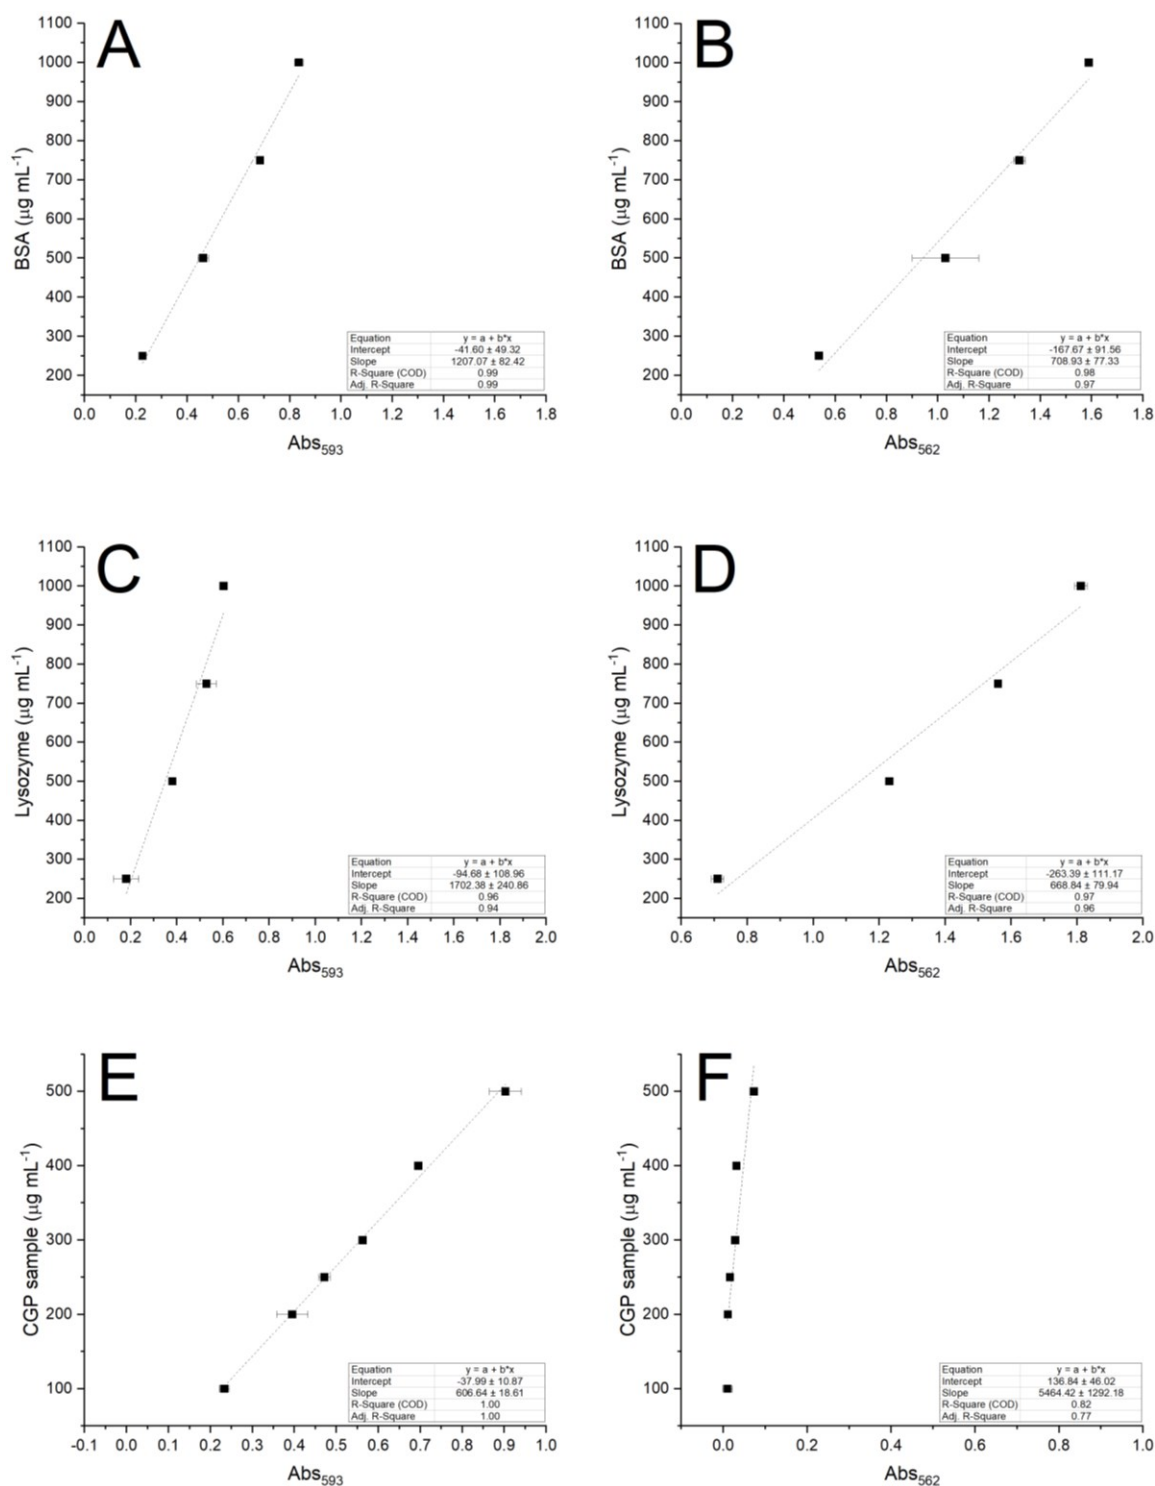 A
BSA (µg mL⁻¹)
1100
1000
900
800
700
600
500
400
300
200
Equation y = a + b*x
Intercept -41.60 ± 49.32
Slope 1207.07 ± 82.42
R-Square (COD) 0.99
Adj. R-Square 0.99
0.0 0.2 0.4 0.6 0.8 1.0 1.2 1.4 1.6 1.8
Abs₅₉₃
B
BSA (µg mL⁻¹)
1100
1000
900
800
700
600
500
400
300
200
Equation y = a + b*x
Intercept -167.67 ± 91.56
Slope 708.93 ± 77.33
R-Square (COD) 0.98
Adj. R-Square 0.97
0.0 0.2 0.4 0.6 0.8 1.0 1.2 1.4 1.6 1.8
Abs₅₆₂
C
Lysozyme (µg mL⁻¹)
1100
1000
900
800
700
600
500
400
300
200
Equation y = a + b*x
Intercept -94.68 ± 108.96
Slope 1702.38 ± 240.86
R-Square (COD) 0.96
Adj. R-Square 0.94
0.0 0.2 0.4 0.6 0.8 1.0 1.2 1.4 1.6 1.8 2.0
Abs₅₉₃
D
Lysozyme (µg mL⁻¹)
1100
1000
900
800
700
600
500
400
300
200
Equation y = a + b*x
Intercept -263.39 ± 111.17
Slope 668.84 ± 79.94
R-Square (COD) 0.97
Adj. R-Square 0.96
0.6 0.8 1.0 1.2 1.4 1.6 1.8 2.0
Abs₅₆₂
E
CGP sample (µg mL⁻¹)
500
400
300
200
100
Equation y = a + b*x
Intercept -37.99 ± 10.87
Slope 606.64 ± 18.61
R-Square (COD) 1.00
Adj. R-Square 1.00
-0.1 0.0 0.1 0.2 0.3 0.4 0.5 0.6 0.7 0.8 0.9 1.0
Abs₅₉₃
F
CGP sample (µg mL⁻¹)
500
400
300
200
100
Equation y = a + b*x
Intercept 136.84 ± 46.02
Slope 5464.42 ± 1292.18
R-Square (COD) 0.82
Adj. R-Square 0.77
0.0 0.2 0.4 0.6 0.8 1.0
Abs₅₆₂